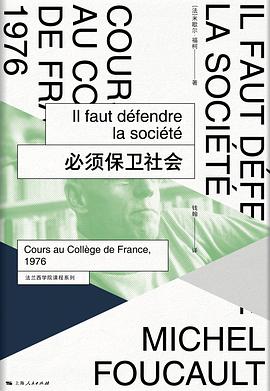 COUR
AU CO
DE FRA
1976
IL FAUT DÉFE
LA SOCIÉTÉ
[法]米歇尔·福柯 著
Il faut défendre
la société
必须保卫社会
Cours au Collège de France,
1976
法兰西学院课程系列
钱翰 译
MICHEL
FOUCAULT
上海人民出版社